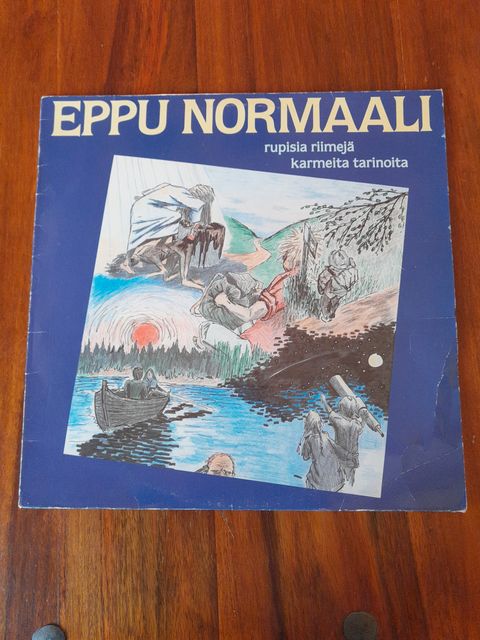 EPPU NORMAALI
rupisia riimejä
karmeita tarinoita